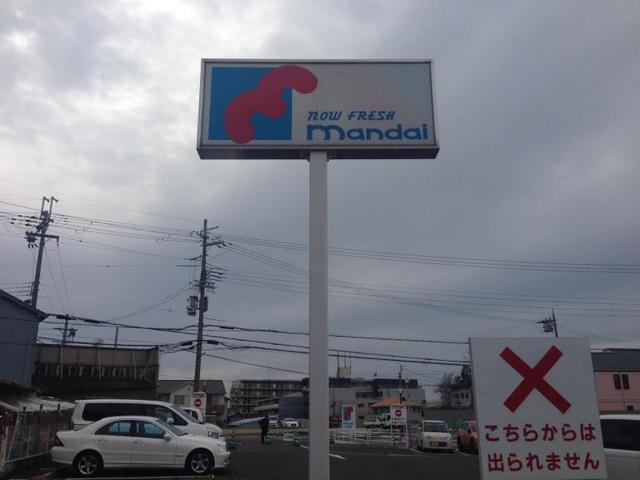 now FRESH
mandai
こちらからは
出られません